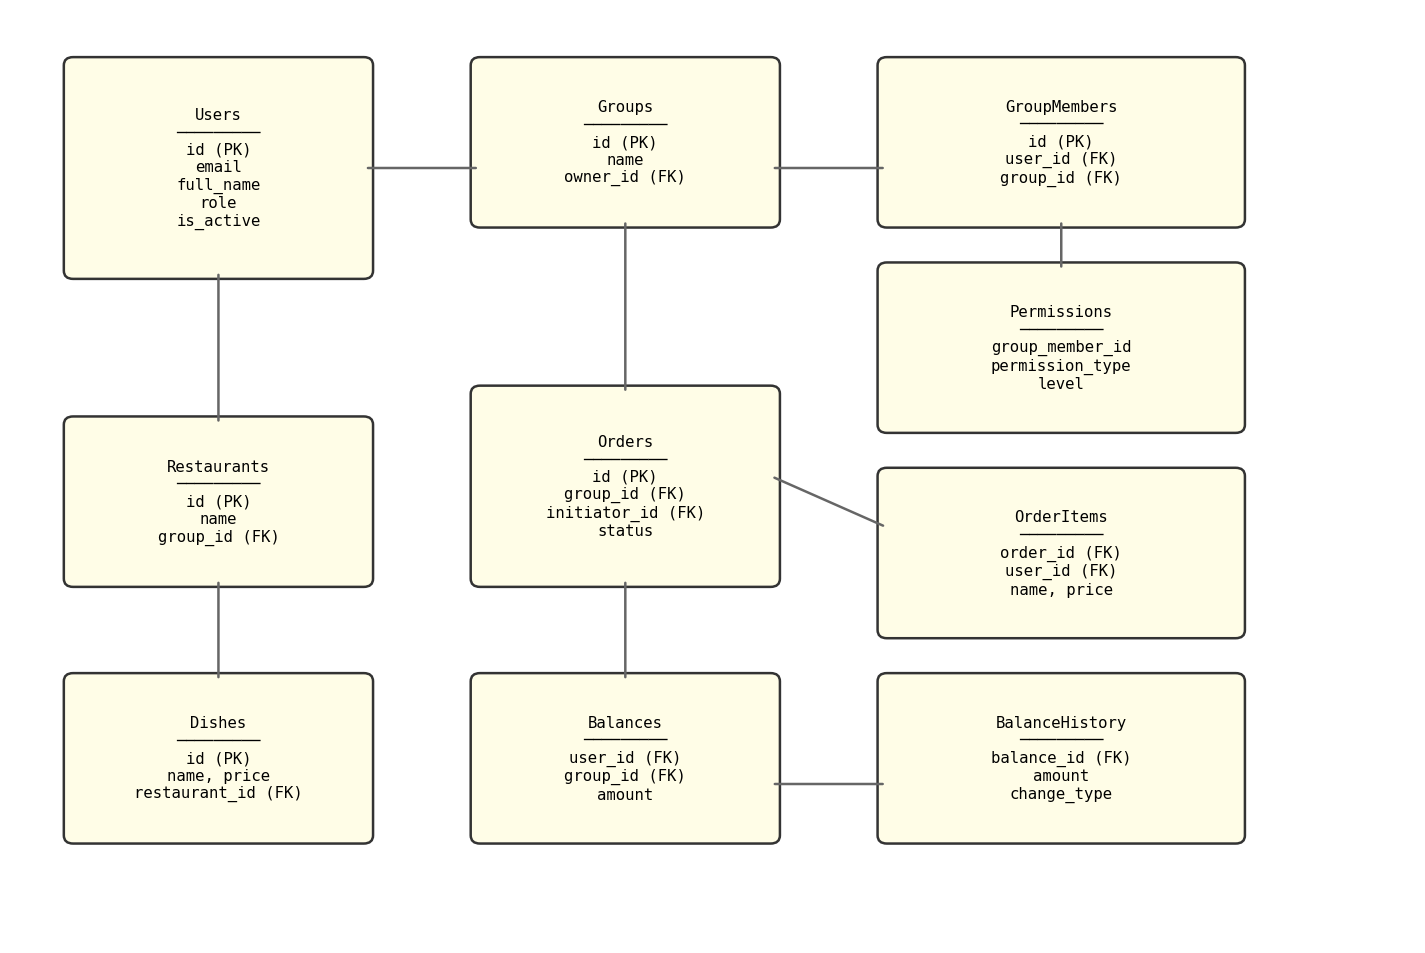 Users
id (PK)
email
full_name
role
is_active
Groups
id (PK)
name
owner_id (FK)
GroupMembers
id (PK)
user_id (FK)
group_id (FK)
Permissions
group_member_id
permission_type
level
Restaurants
id (PK)
name
group_id (FK)
Orders
id (PK)
group_id (FK)
initiator_id (FK)
status
OrderItems
order_id (FK)
user_id (FK)
name, price
Dishes
id (PK)
name, price
restaurant_id (FK)
Balances
user_id (FK)
group_id (FK)
amount
BalanceHistory
balance_id (FK)
amount
change_type